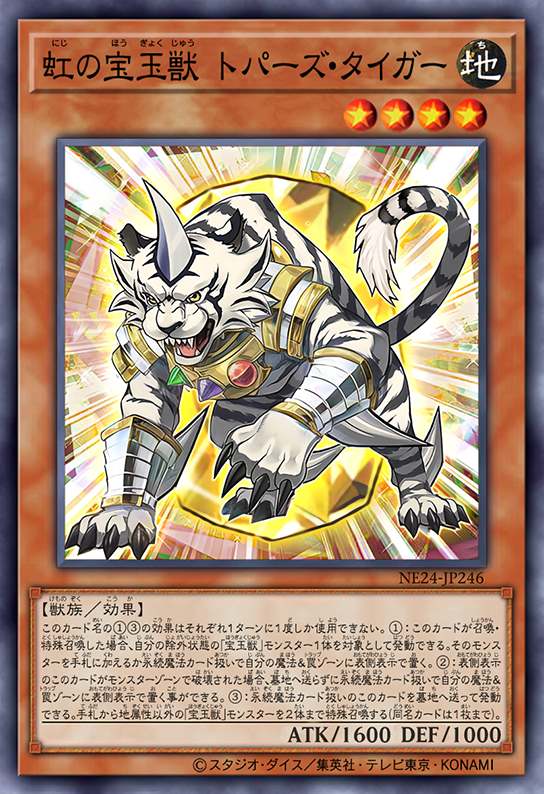 虹の宝玉獣 トパーズ・タイガー
地
NE24-JP246
【獣族／効果】
このカード名の①③の効果はそれぞれ1ターンに1度しか使用できない。①：このカードが召喚・
特殊召喚した場合、自分の除外状態の「宝玉獣」モンスター1体を対象として発動できる。そのモン
スターを手札に加えるか永続魔法カード扱いで自分の魔法＆罠ゾーンに表側表示で置く。②：表側表示
のこのカードがモンスターゾーンで破壊された場合、墓地へ送らずに永続魔法カード扱いで自分の魔法＆
罠ゾーンに表側表示で置く事ができる。③：永続魔法カード扱いのこのカードを墓地へ送って発動
できる。手札から地属性以外の「宝玉獣」モンスターを2体まで特殊召喚する（同名カードは1枚まで）。
ATK/1600 DEF/1000
©スタジオ・ダイス／集英社・テレビ東京・KONAMI